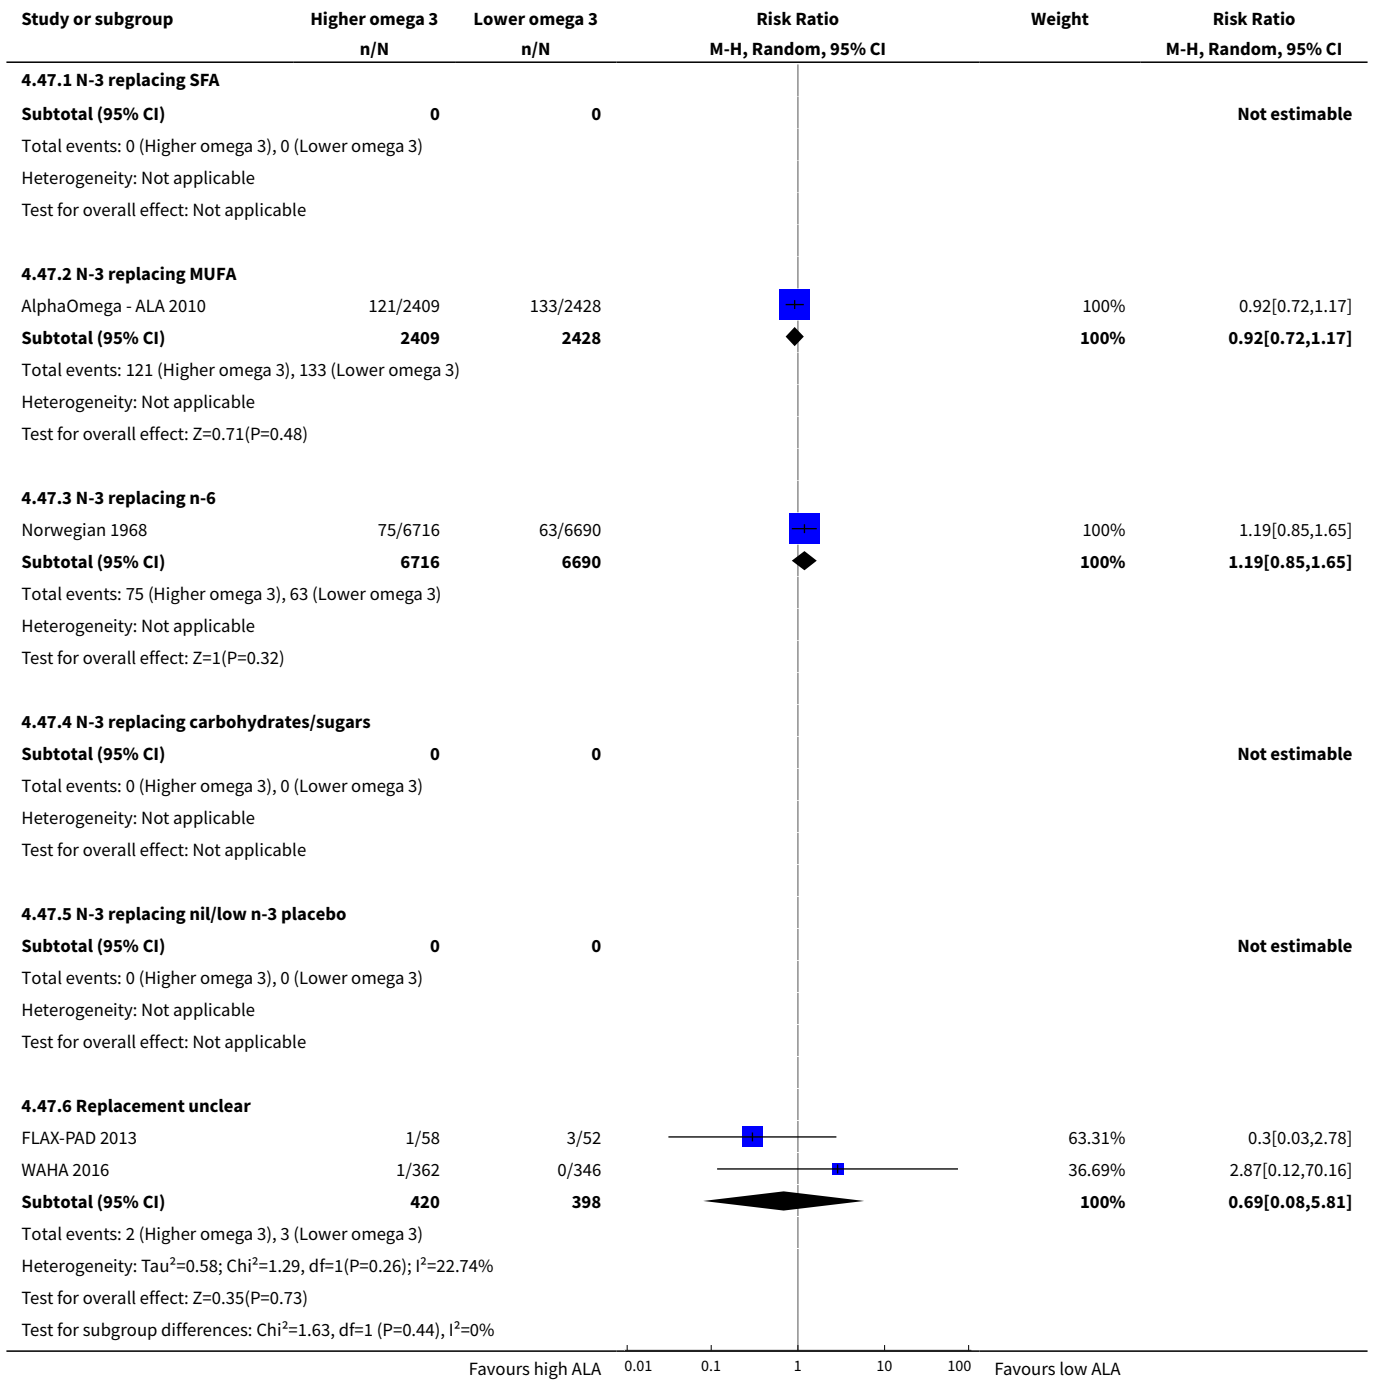 Study or subgroup Higher omega 3 Lower omega 3 Risk Ratio Weight Risk Ratio
n/N n/N M-H, Random, 95% CI M-H, Random, 95% CI
4.47.1 N-3 replacing SFA
Subtotal (95% CI) 0 0 Not estimable
Total events: 0 (Higher omega 3), 0 (Lower omega 3)
Heterogeneity: Not applicable
Test for overall effect: Not applicable
4.47.2 N-3 replacing MUFA
AlphaOmega - ALA 2010 121/2409 133/2428 100% 0.92[0.72,1.17]
Subtotal (95% CI) 2409 2428 100% 0.92[0.72,1.17]
Total events: 121 (Higher omega 3), 133 (Lower omega 3)
Heterogeneity: Not applicable
Test for overall effect: Z=0.71(P=0.48)
4.47.3 N-3 replacing n-6
Norwegian 1968 75/6716 63/6690 100% 1.19[0.85,1.65]
Subtotal (95% CI) 6716 6690 100% 1.19[0.85,1.65]
Total events: 75 (Higher omega 3), 63 (Lower omega 3)
Heterogeneity: Not applicable
Test for overall effect: Z=1(P=0.32)
4.47.4 N-3 replacing carbohydrates/sugars
Subtotal (95% CI) 0 0 Not estimable
Total events: 0 (Higher omega 3), 0 (Lower omega 3)
Heterogeneity: Not applicable
Test for overall effect: Not applicable
4.47.5 N-3 replacing nil/low n-3 placebo
Subtotal (95% CI) 0 0 Not estimable
Total events: 0 (Higher omega 3), 0 (Lower omega 3)
Heterogeneity: Not applicable
Test for overall effect: Not applicable
4.47.6 Replacement unclear
FLAX-PAD 2013 1/58 3/52 63.31% 0.3[0.03,2.78]
WAHA 2016 1/362 0/346 36.69% 2.87[0.12,70.16]
Subtotal (95% CI) 420 398 100% 0.69[0.08,5.81]
Total events: 2 (Higher omega 3), 3 (Lower omega 3)
Heterogeneity: Tau²=0.58; Chi²=1.29, df=1(P=0.26); I²=22.74%
Test for overall effect: Z=0.35(P=0.73)
Test for subgroup differences: Chi²=1.63, df=1 (P=0.44), I²=0%
Favours high ALA 0.01 0.1 1 10 100 Favours low ALA